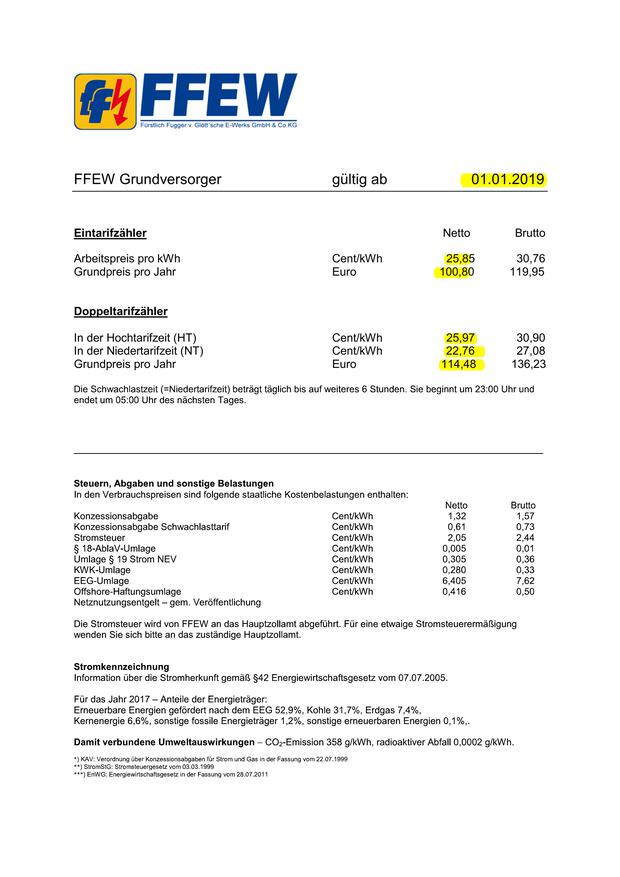 FFEW
Fürstlich Fugger v. Glött´sche E-Werks GmbH & Co.KG
FFEW Grundversorger gültig ab 01.01.2019
Eintarifzähler Netto Brutto
Arbeitspreis pro kWh Cent/kWh 25,85 30,76
Grundpreis pro Jahr Euro 100,80 119,95
Doppeltarifzähler
In der Hochtarifzeit (HT) Cent/kWh 25,97 30,90
In der Niedertarifzeit (NT) Cent/kWh 22,76 27,08
Grundpreis pro Jahr Euro 114,48 136,23
Die Schwachlastzeit (=Niedertarifzeit) beträgt täglich bis auf weiteres 6 Stunden. Sie beginnt um 23:00 Uhr und
endet um 05:00 Uhr des nächsten Tages.
Steuern, Abgaben und sonstige Belastungen
In den Verbrauchspreisen sind folgende staatliche Kostenbelastungen enthalten:
Netto Brutto
Konzessionsabgabe Cent/kWh 1,32 1,57
Konzessionsabgabe Schwachlasttarif Cent/kWh 0,61 0,73
Stromsteuer Cent/kWh 2,05 2,44
§ 18-AblaV-Umlage Cent/kWh 0,005 0,01
Umlage § 19 Strom NEV Cent/kWh 0,305 0,36
KWK-Umlage Cent/kWh 0,280 0,33
EEG-Umlage Cent/kWh 6,405 7,62
Offshore-Haftungsumlage Cent/kWh 0,416 0,50
Netznutzungsentgelt – gem. Veröffentlichung
Die Stromsteuer wird von FFEW an das Hauptzollamt abgeführt. Für eine etwaige Stromsteuerermäßigung
wenden Sie sich bitte an das zuständige Hauptzollamt.
Stromkennzeichnung
Information über die Stromherkunft gemäß §42 Energiewirtschaftsgesetz vom 07.07.2005.
Für das Jahr 2017 – Anteile der Energieträger:
Erneuerbare Energien gefördert nach dem EEG 52,9%, Kohle 31,7%, Erdgas 7,4%,
Kernenergie 6,6%, sonstige fossile Energieträger 1,2%, sonstige erneuerbaren Energien 0,1%,.
Damit verbundene Umweltauswirkungen – CO₂-Emission 358 g/kWh, radioaktiver Abfall 0,0002 g/kWh.
*) KAV: Verordnung über Konzessionsabgaben für Strom und Gas in der Fassung vom 22.07.1999
**) StromStG: Stromsteuergesetz vom 03.03.1999
***) EnWG: Energiewirtschaftsgesetz in der Fassung vom 28.07.2011